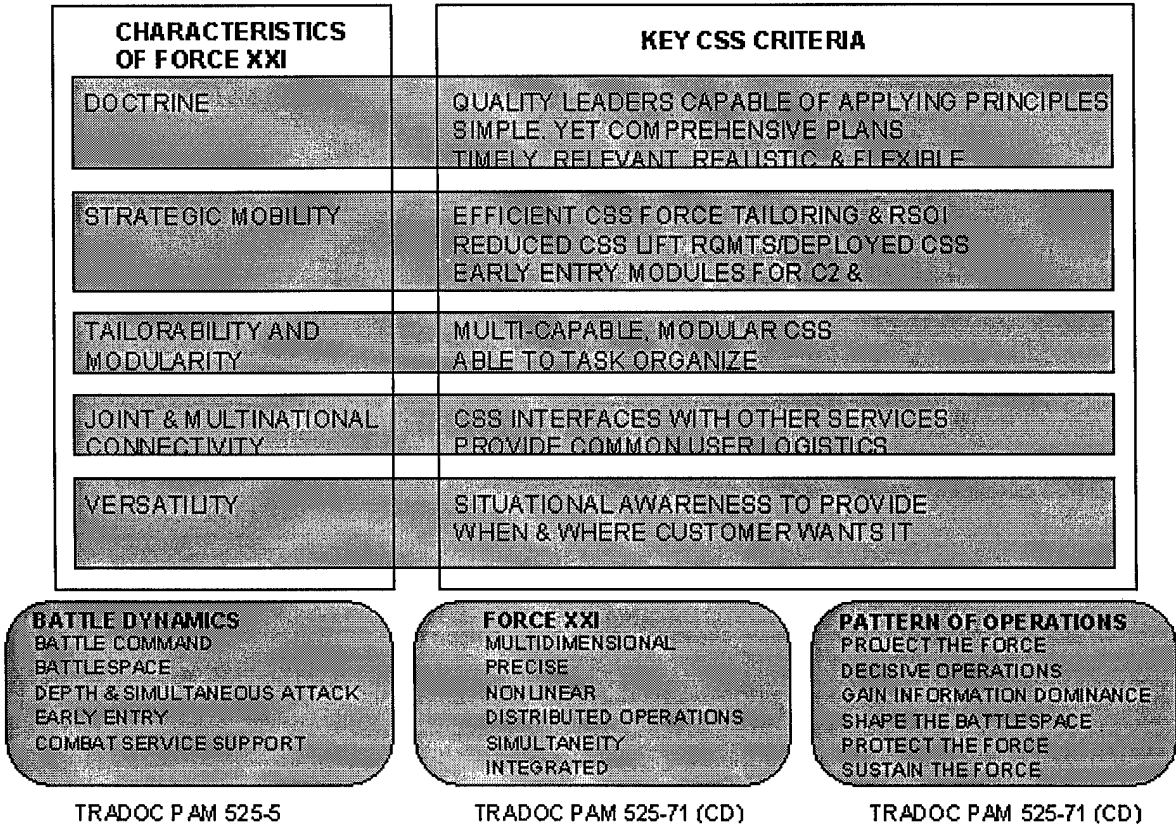 CHARACTERISTICS
OF FORCE XXI
KEY CSS CRITERIA
DOCTRINE
QUALITY LEADERS CAPABLE OF APPLYING PRINCIPLES
SIMPLE, YET COMPREHENSIVE PLANS
TIMELY, RELEVANT, REALISTIC, & FLEXIBLE
STRATEGIC MOBILITY
EFFICIENT CSS FORCE TAILORING & RSOI
REDUCED CSS LIFT RQMTS/DEPLOYED CSS
EARLY ENTRY MODULES FOR C2 &
TAILORABILITY AND
MODULARITY
MULTI-CAPABLE, MODULAR CSS
ABLE TO TASK ORGANIZE
JOINT & MULTINATIONAL
CONNECTIVITY
CSS INTERFACES WITH OTHER SERVICES
PROVIDE COMMON USER LOGISTICS
VERSATILITY
SITUATIONAL AWARENESS TO PROVIDE
WHEN & WHERE CUSTOMER WANTS IT
BATTLE DYNAMICS
BATTLE COMMAND
BATTLESPACE
DEPTH & SIMULTANEOUS ATTACK
EARLY ENTRY
COMBAT SERVICE SUPPORT
TRADOC PAM 525-5
FORCE XXI
MULTIDIMENSIONAL
PRECISE
NONLINEAR
DISTRIBUTED OPERATIONS
SIMULTANEITY
INTEGRATED
TRADOC PAM 525-71 (CD)
PATTERN OF OPERATIONS
PROJECT THE FORCE
DECISIVE OPERATIONS
GAIN INFORMATION DOMINANCE
SHAPE THE BATTLESPACE
PROTECT THE FORCE
SUSTAIN THE FORCE
TRADOC PAM 525-71 (CD)